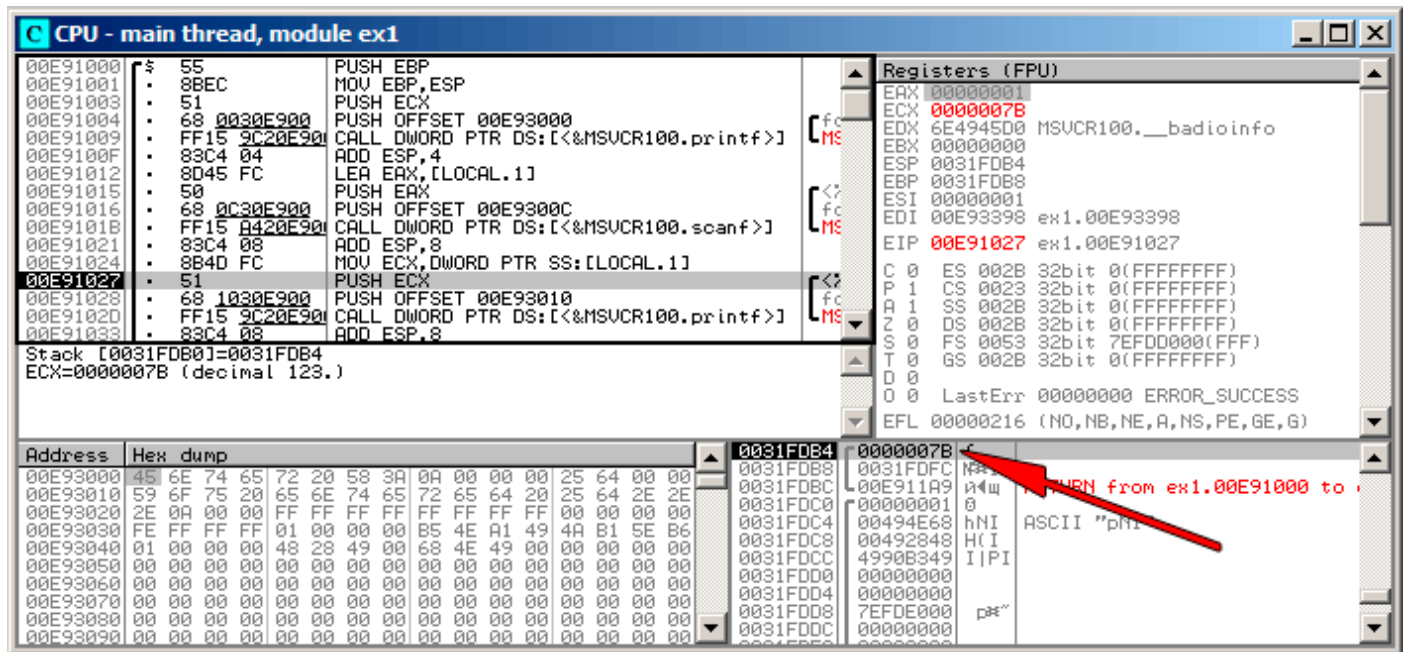 C CPU - main thread, module ex1
00E91000 $ 55 PUSH EBP
00E91001 . 8BEC MOV EBP,ESP
00E91003 . 51 PUSH ECX
00E91004 . 68 0030E900 PUSH OFFSET 00E93000
00E91009 . FF15 9C20E900 CALL DWORD PTR DS:[<&MSVCR100.printf>]
00E9100F . 83C4 04 ADD ESP,4
00E91012 . 8D45 FC LEA EAX,[LOCAL.1]
00E91015 . 50 PUSH EAX
00E91016 . 68 0C30E900 PUSH OFFSET 00E9300C
00E9101B . FF15 A420E900 CALL DWORD PTR DS:[<&MSVCR100.scanf>]
00E91021 . 83C4 08 ADD ESP,8
00E91024 . 8B4D FC MOV ECX,DWORD PTR SS:[LOCAL.1]
00E91027 . 51 PUSH ECX
00E91028 . 68 1030E900 PUSH OFFSET 00E93010
00E9102D . FF15 9C20E900 CALL DWORD PTR DS:[<&MSVCR100.printf>]
00E91033 . 83C4 08 ADD ESP,8
Stack [0031FDB0]=0031FDB4
ECX=0000007B (decimal 123.)
Registers (FPU)
EAX 00000001
ECX 0000007B
EDX 6E4945D0 MSVCR100.__badioinfo
EBX 00000000
ESP 0031FDB4
EBP 0031FDB8
ESI 00000001
EDI 00E93398 ex1.00E93398
EIP 00E91027 ex1.00E91027
C 0 ES 002B 32bit 0(FFFFFFFF)
P 1 CS 0023 32bit 0(FFFFFFFF)
A 1 SS 002B 32bit 0(FFFFFFFF)
Z 0 DS 002B 32bit 0(FFFFFFFF)
S 0 FS 0053 32bit 7EFDD000(FFF)
T 0 GS 002B 32bit 0(FFFFFFFF)
D 0
O 0 LastErr 00000000 ERROR_SUCCESS
EFL 00000216 (NO,NB,NE,A,NS,PE,GE,G)
Address Hex dump
00E93000 45 6E 74 65 72 20 58 3A 0A 00 00 00 25 64 00 00
00E93010 59 6F 75 20 65 6E 74 65 72 65 64 20 25 64 2E 2E
00E93020 2E 0A 00 00 FF FF FF FF FF FF FF FF 00 00 00 00
00E93030 FE FF FF FF 01 00 00 00 B5 4E A1 49 4A B1 5E B6
00E93040 01 00 00 00 48 28 49 00 68 4E 49 00 00 00 00 00
00E93050 00 00 00 00 00 00 00 00 00 00 00 00 00 00 00 00
00E93060 00 00 00 00 00 00 00 00 00 00 00 00 00 00 00 00
00E93070 00 00 00 00 00 00 00 00 00 00 00 00 00 00 00 00
00E93080 00 00 00 00 00 00 00 00 00 00 00 00 00 00 00 00
00E93090 00 00 00 00 00 00 00 00 00 00 00 00 00 00 00 00
0031FDB4 0000007B
0031FDB8 0031FDFC
0031FDBC 00E911A9 from ex1.00E91000 to
0031FDC0 00000001
0031FDC4 00494E68 hNI ASCII "pNI"
0031FDC8 00492848 H(I
0031FDCC 4990B349 I|PI
0031FDD0 00000000
0031FDD4 00000000
0031FDD8 7EFDE000
0031FDDC 00000000